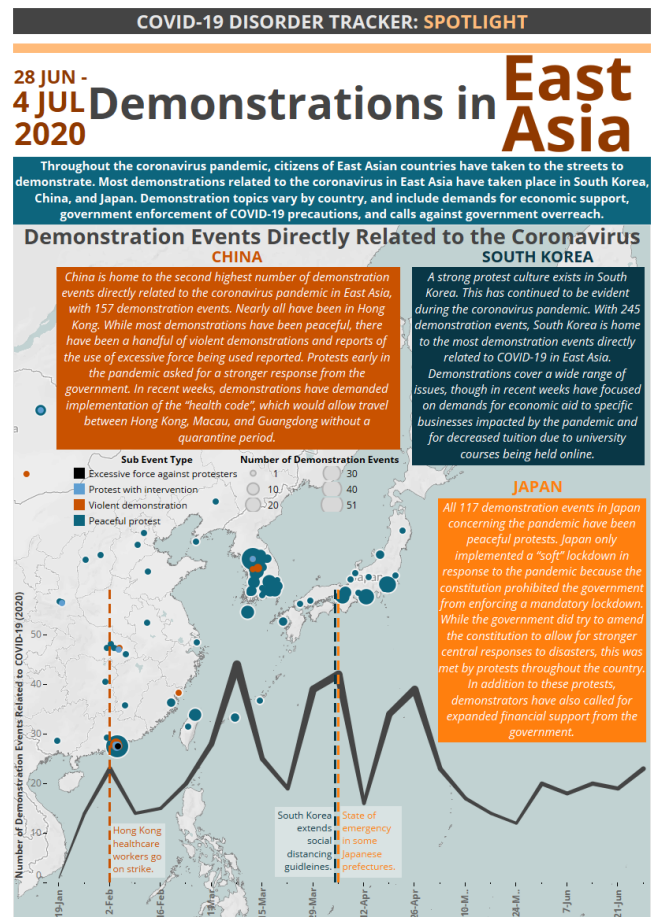 COVID-19 DISORDER TRACKER: SPOTLIGHT
28 JUN -
4 JUL
2020
Demonstrations in
East
Asia
Throughout the coronavirus pandemic, citizens of East Asian countries have taken to the streets to
demonstrate. Most demonstrations related to the coronavirus in East Asia have taken place in South Korea,
China, and Japan. Demonstration topics vary by country, and include demands for economic support,
government enforcement of COVID-19 precautions, and calls against government overreach.
Demonstration Events Directly Related to the Coronavirus
CHINA
China is home to the second highest number of demonstration
events directly related to the coronavirus pandemic in East Asia,
with 157 demonstration events. Nearly all have been in Hong
Kong. While most demonstrations have been peaceful, there
have been a handful of violent demonstrations and reports of
the use of excessive force being used reported. Protests early in
the pandemic asked for a stronger response from the
government. In recent weeks, demonstrations have demanded
implementation of the “health code”, which would allow travel
between Hong Kong, Macau, and Guangdong without a
quarantine period.
SOUTH KOREA
A strong protest culture exists in South
Korea. This has continued to be evident
during the coronavirus pandemic. With 245
demonstration events, South Korea is home
to the most demonstration events directly
related to COVID-19 in East Asia.
Demonstrations cover a wide range of
issues, though in recent weeks have focused
on demands for economic aid to specific
businesses impacted by the pandemic and
for decreased tuition due to university
courses being held online.
Sub Event Type
Excessive force against protesters
Protest with intervention
Violent demonstration
Peaceful protest
Number of Demonstration Events
1
10
20
30
40
51
JAPAN
All 117 demonstration events in Japan
concerning the pandemic have been
peaceful protests. Japan only
implemented a “soft” lockdown in
response to the pandemic because the
constitution prohibited the government
from enforcing a mandatory lockdown.
While the government did try to amend
the constitution to allow for stronger
central responses to disasters, this was
met by protests throughout the country.
In addition to these protests,
demonstrators have also called for
expanded financial support from the
government.
Number of Demonstration Events Related to COVID-19 (2020)
50
40
30
20
10
0
Hong Kong
healthcare
workers go
on strike.
South Korea
extends
social
distancing
guidleines.
State of
emergency
in some
Japanese
prefectures.
19-Jan
2-Feb
16-Feb
15-Mar
29-Mar
12-Apr
26-Apr
10-M..
24-M..
7-Jun
21-Jun